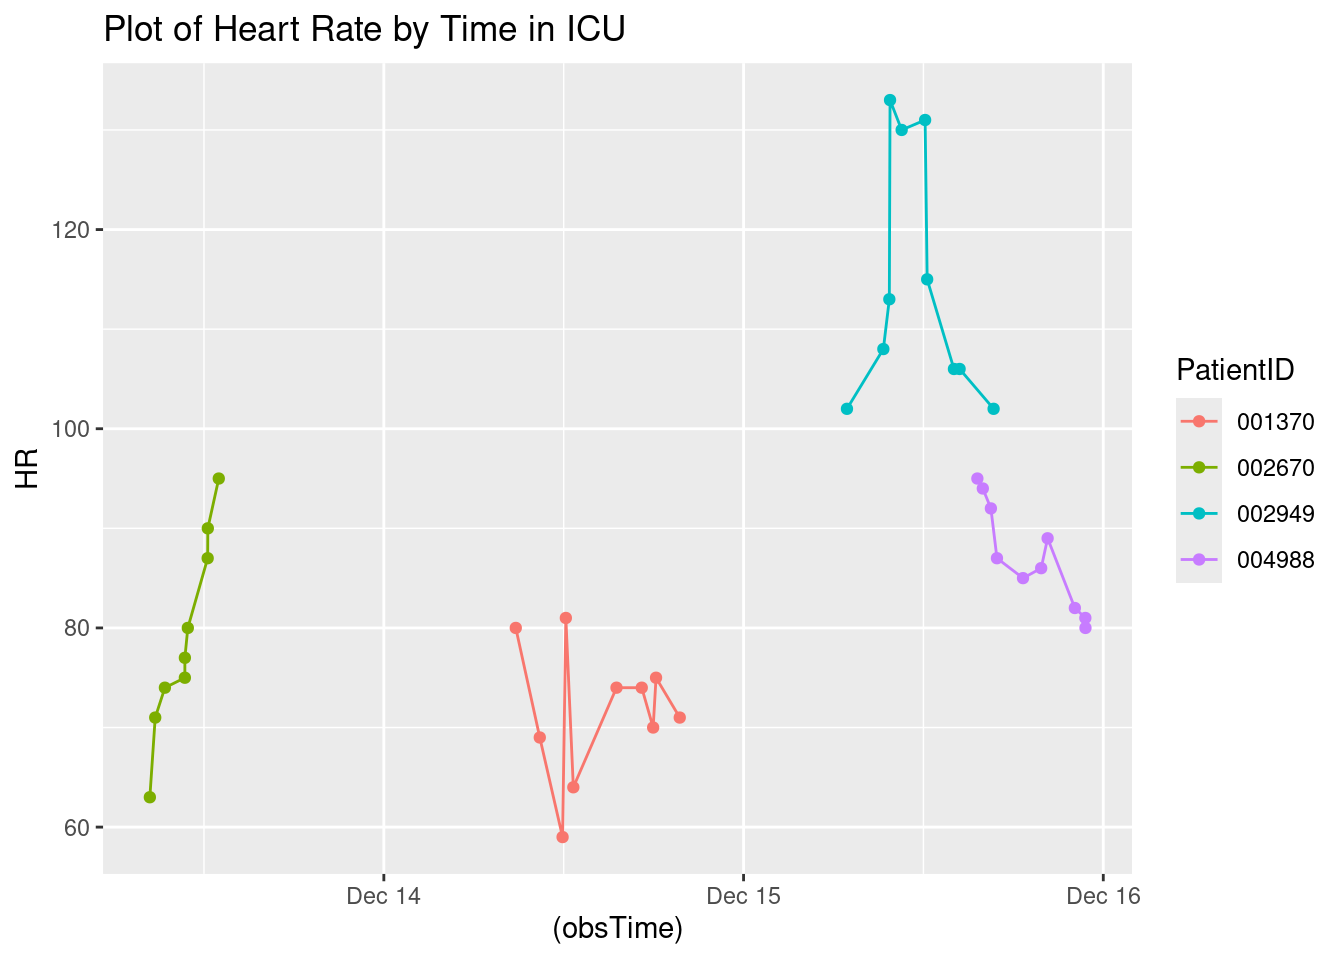 Plot of Heart Rate by Time in ICU
HR
120
100
80
60
Dec 14
Dec 15
Dec 16
(obsTime)
PatientID
001370
002670
002949
004988